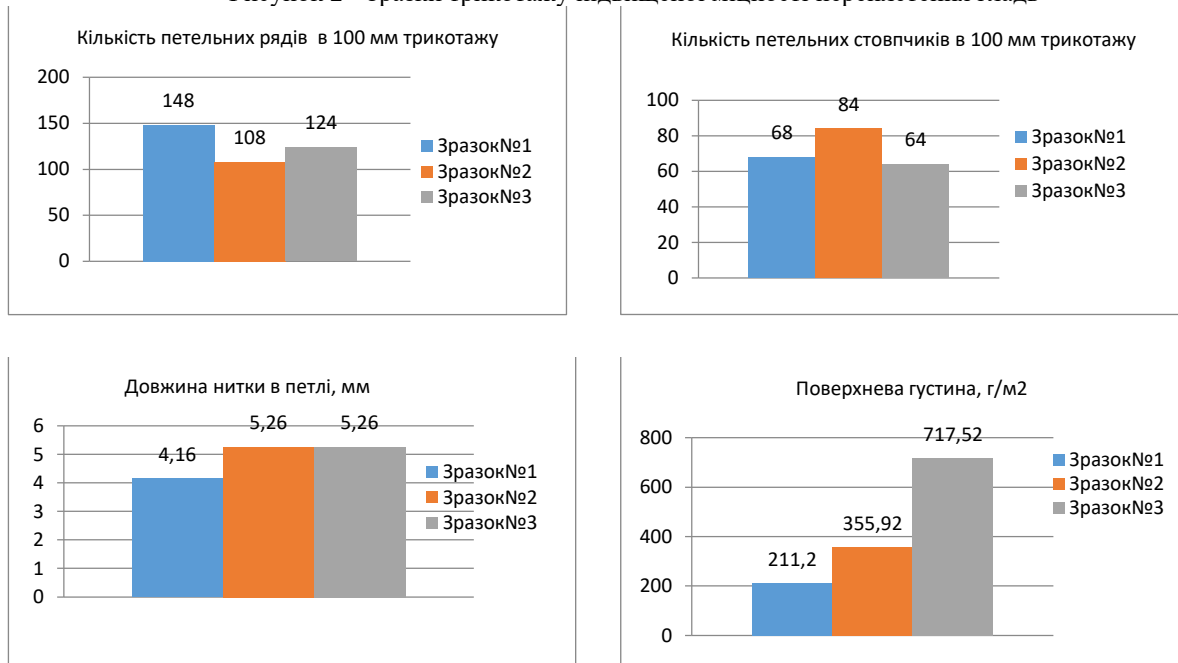 Кількість петельних рядів в 100 мм трикотажу
200
150
100
50
0
148
108
124
Зразок№1
Зразок№2
Зразок№3
Кількість петельних стовпчиків в 100 мм трикотажу
100
80
60
40
20
0
68
84
64
Зразок№1
Зразок№2
Зразок№3
Довжина нитки в петлі, мм
6
5
4
3
2
1
0
4,16
5,26
5,26
Зразок№1
Зразок№2
Зразок№3
Поверхнева густина, г/м2
800
600
400
200
0
211,2
355,92
717,52
Зразок№1
Зразок№2
Зразок№3